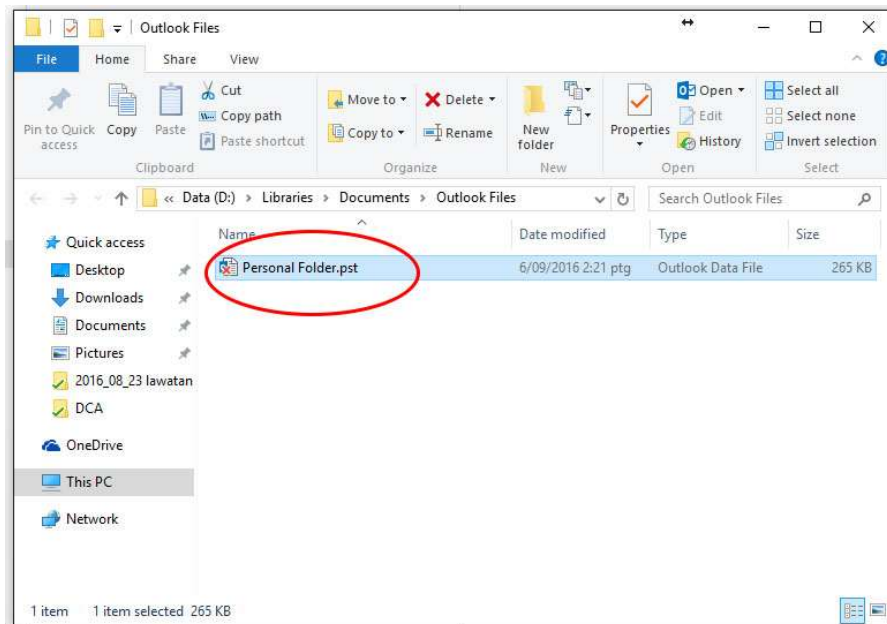 Outlook Files
File Home Share View
Pin to Quick access
Copy
Paste
Cut
Copy path
Paste shortcut
Clipboard
Move to
Copy to
Delete
Rename
Organize
New folder
New
Properties
Open
Edit
History
Open
Select all
Select none
Invert selection
Select
« Data (D:) > Libraries > Documents > Outlook Files
Search Outlook Files
Name Date modified Type Size
Personal Folder.pst 6/09/2016 2:21 ptg Outlook Data File 265 KB
Quick access
Desktop
Downloads
Documents
Pictures
2016_08_23 lawatan
DCA
OneDrive
This PC
Network
1 item 1 item selected 265 KB